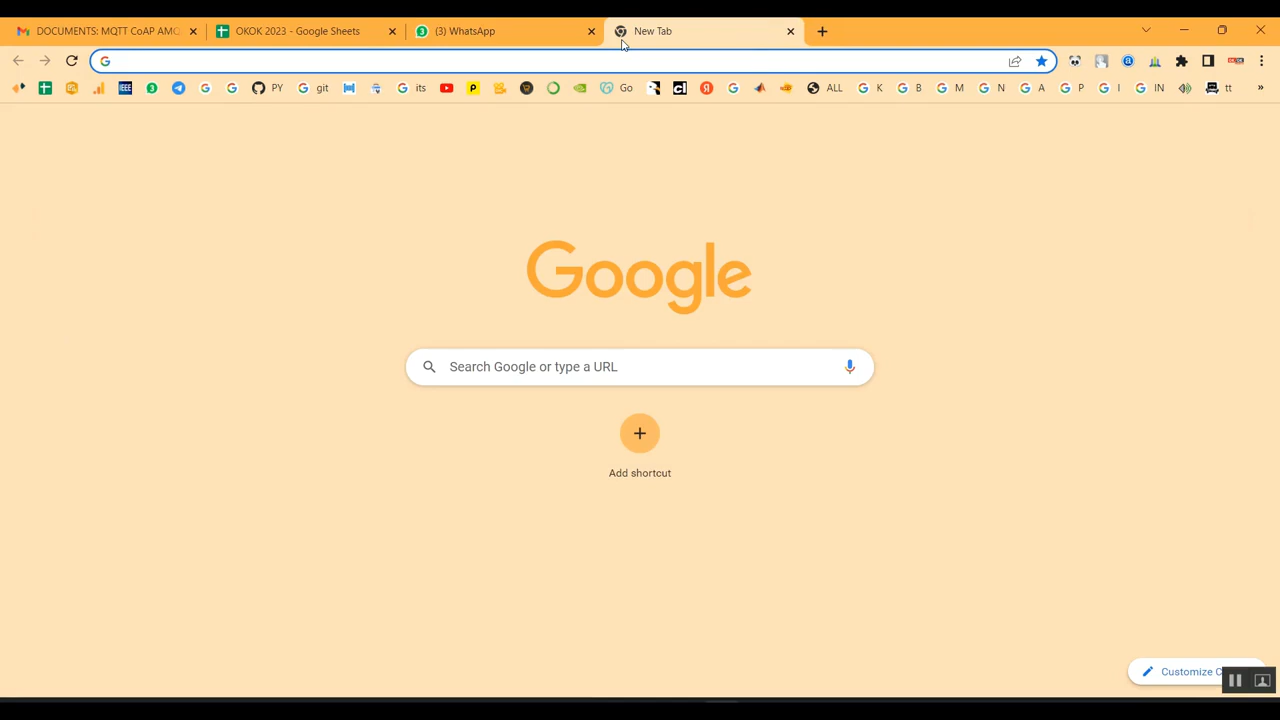 DOCUMENTS: MQTT CoAP AMQ
OKOK 2023 - Google Sheets
(3) WhatsApp
New Tab
PY
git
its
Go
ALL
K
B
M
N
A
P
I
IN
tt
Google
Search Google or type a URL
Add shortcut
Customize C